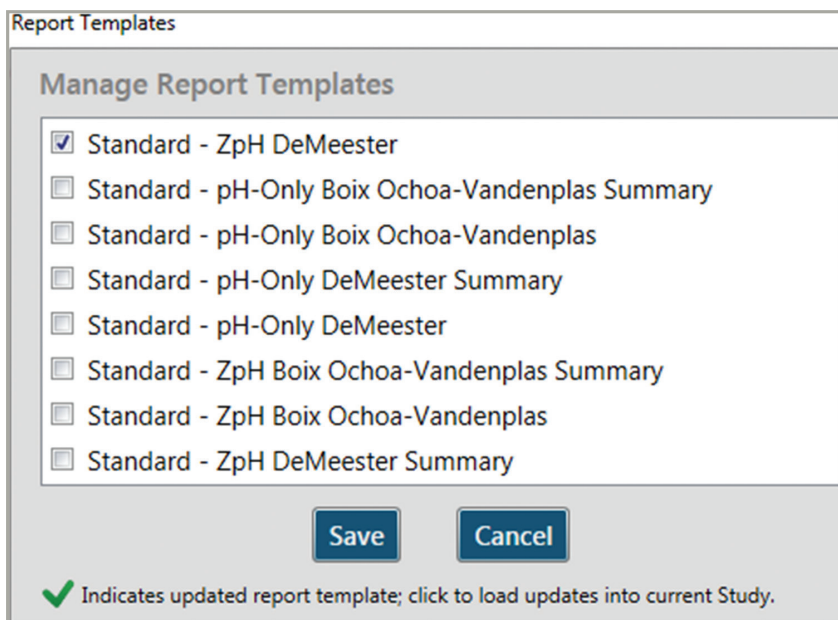 Report Templates
Manage Report Templates
Standard - ZpH DeMeester
Standard - pH-Only Boix Ochoa-Vandenplas Summary
Standard - pH-Only Boix Ochoa-Vandenplas
Standard - pH-Only DeMeester Summary
Standard - pH-Only DeMeester
Standard - ZpH Boix Ochoa-Vandenplas Summary
Standard - ZpH Boix Ochoa-Vandenplas
Standard - ZpH DeMeester Summary
Save Cancel
Indicates updated report template; click to load updates into current Study.